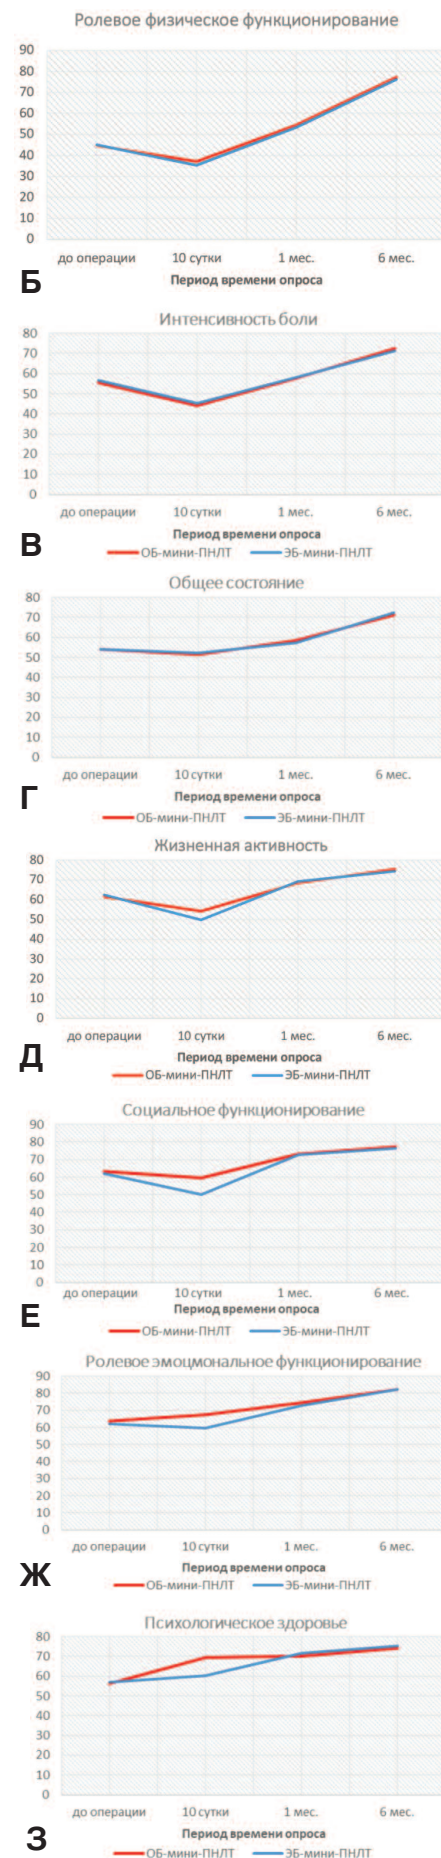 Ролевое физическое функционирование
90
80
70
60
50
40
30
20
10
0
до операции 10 сутки 1 мес. 6 мес.
Период времени опроса
Б
Интенсивность боли
80
70
60
50
40
30
20
10
0
до операции 10 сутки 1 мес. 6 мес.
Период времени опроса
ОБ-мини-ПНЛТ ЭБ-мини-ПНЛТ
В
Общее состояние
80
70
60
50
40
30
20
10
0
до операции 10 сутки 1 мес. 6 мес.
Период времени опроса
ОБ-мини-ПНЛТ ЭБ-мини-ПНЛТ
Г
Жизненная активность
80
70
60
50
40
30
20
10
0
до операции 10 сутки 1 мес. 6 мес.
Период времени опроса
ОБ-мини-ПНЛТ ЭБ-мини-ПНЛТ
Д
Социальное функционирование
90
80
70
60
50
40
30
20
10
0
до операции 10 сутки 1 мес. 6 мес.
Период времени опроса
ОБ-мини-ПНЛТ ЭБ-мини-ПНЛТ
Е
Ролевое эмоцмональное функционирование
90
80
70
60
50
40
30
20
10
0
до операции 10 сутки 1 мес. 6 мес.
Период времени опроса
ОБ-мини-ПНЛТ ЭБ-мини-ПНЛТ
Ж
Психологическое здоровье
80
70
60
50
40
30
20
10
0
до операции 10 сутки 1 мес. 6 мес.
Период времени опроса
ОБ-мини-ПНЛТ ЭБ-мини-ПНЛТ
З